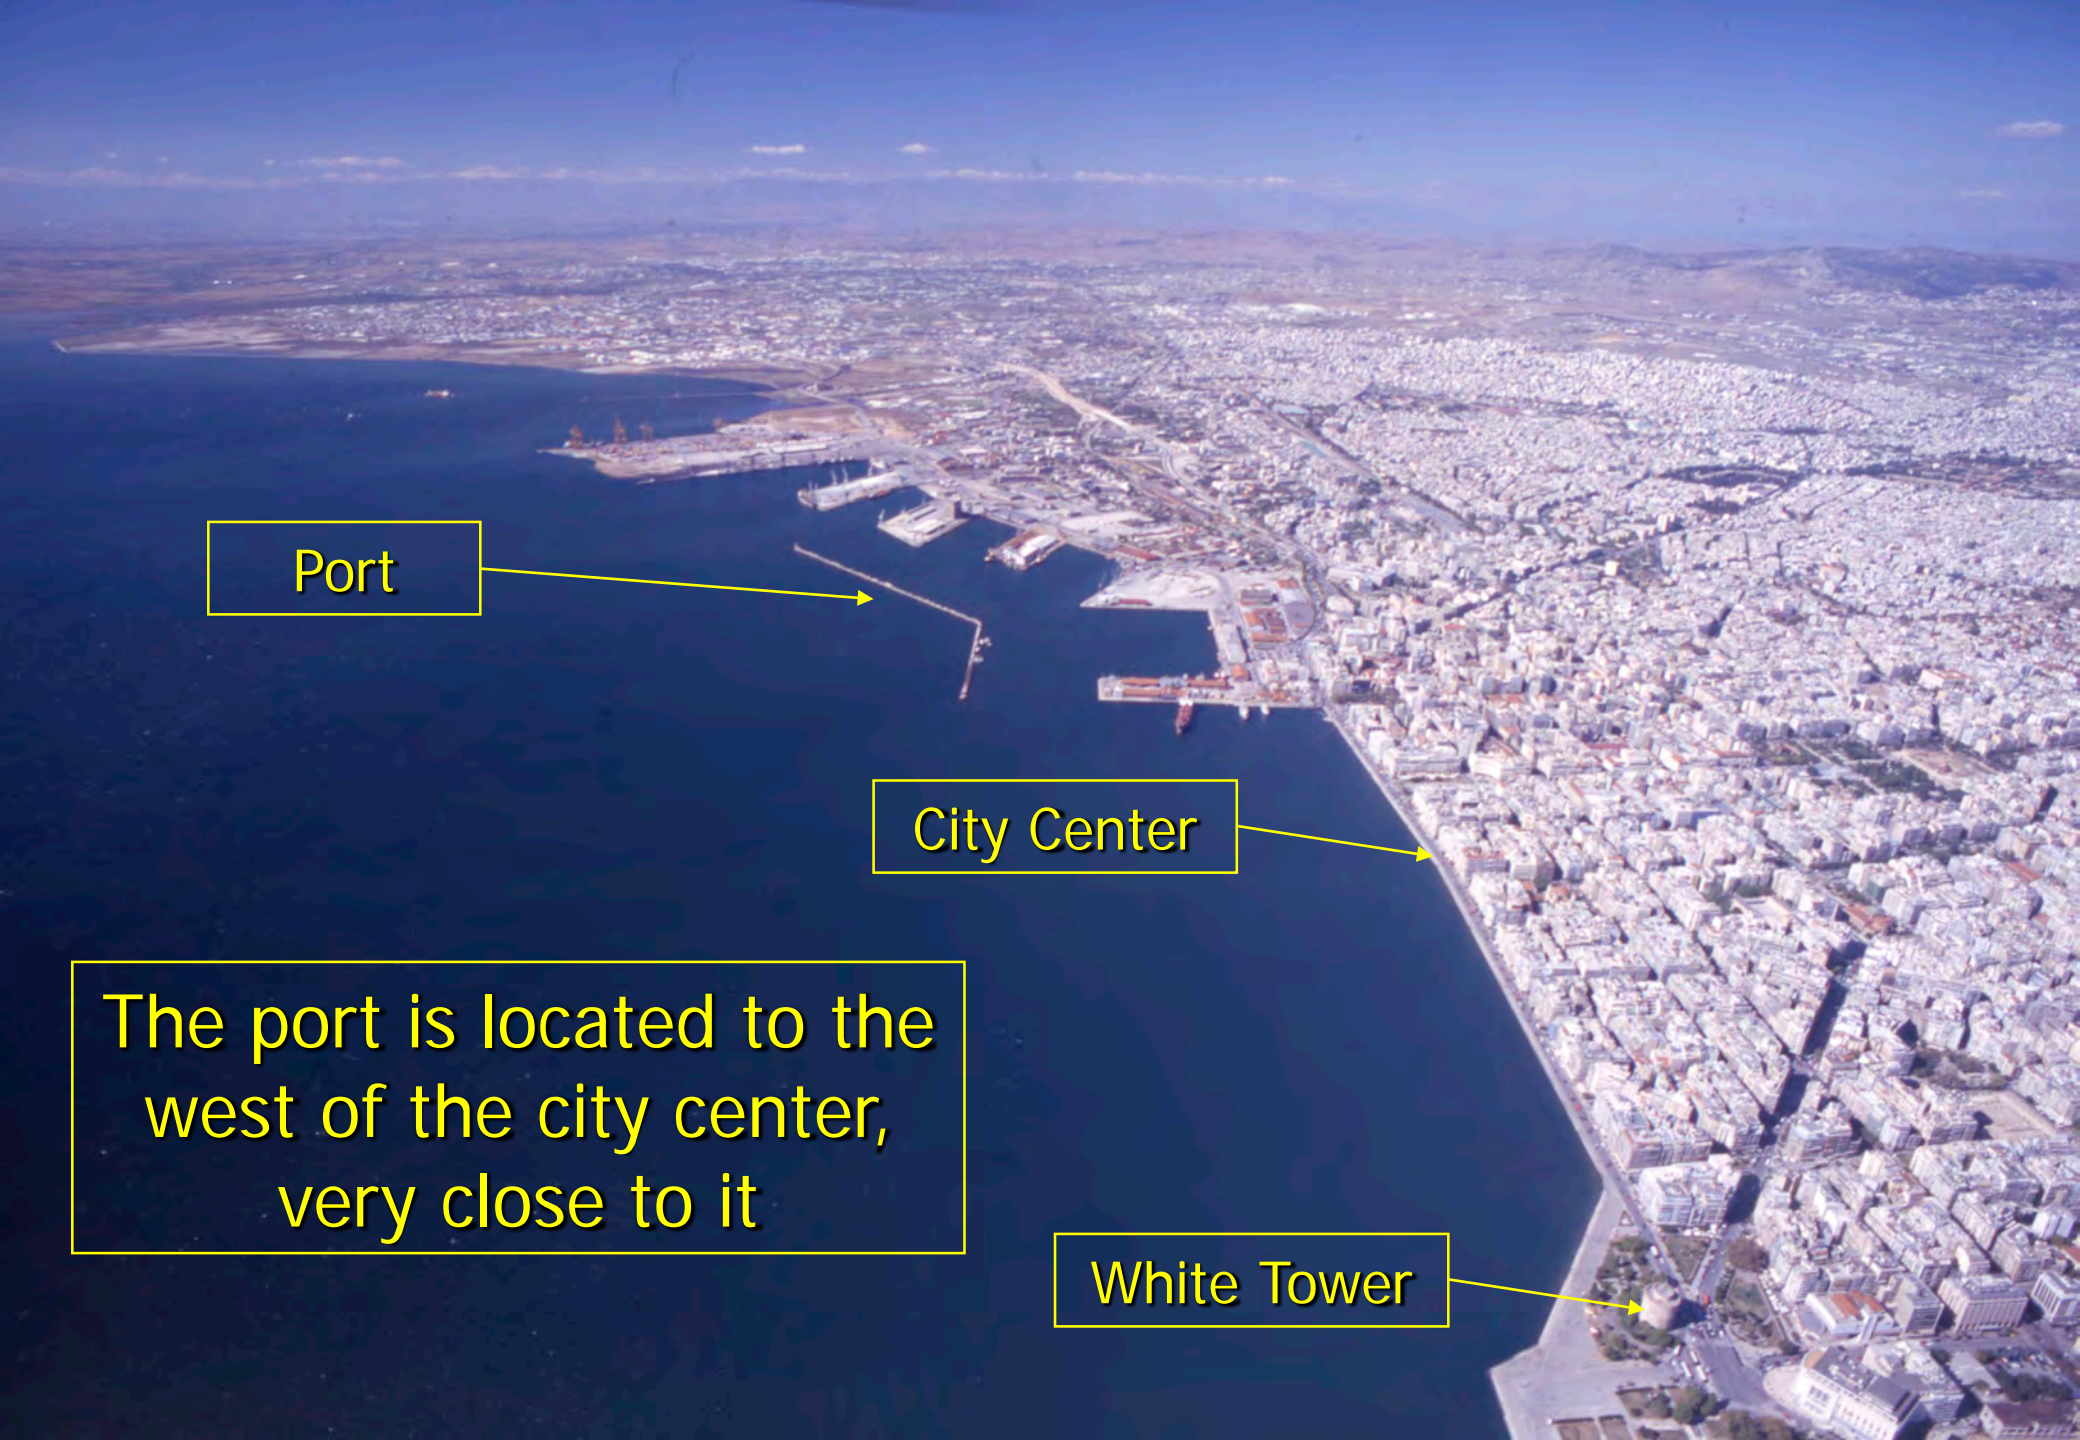 Port
City Center
The port is located to the
west of the city center,
very close to it
White Tower